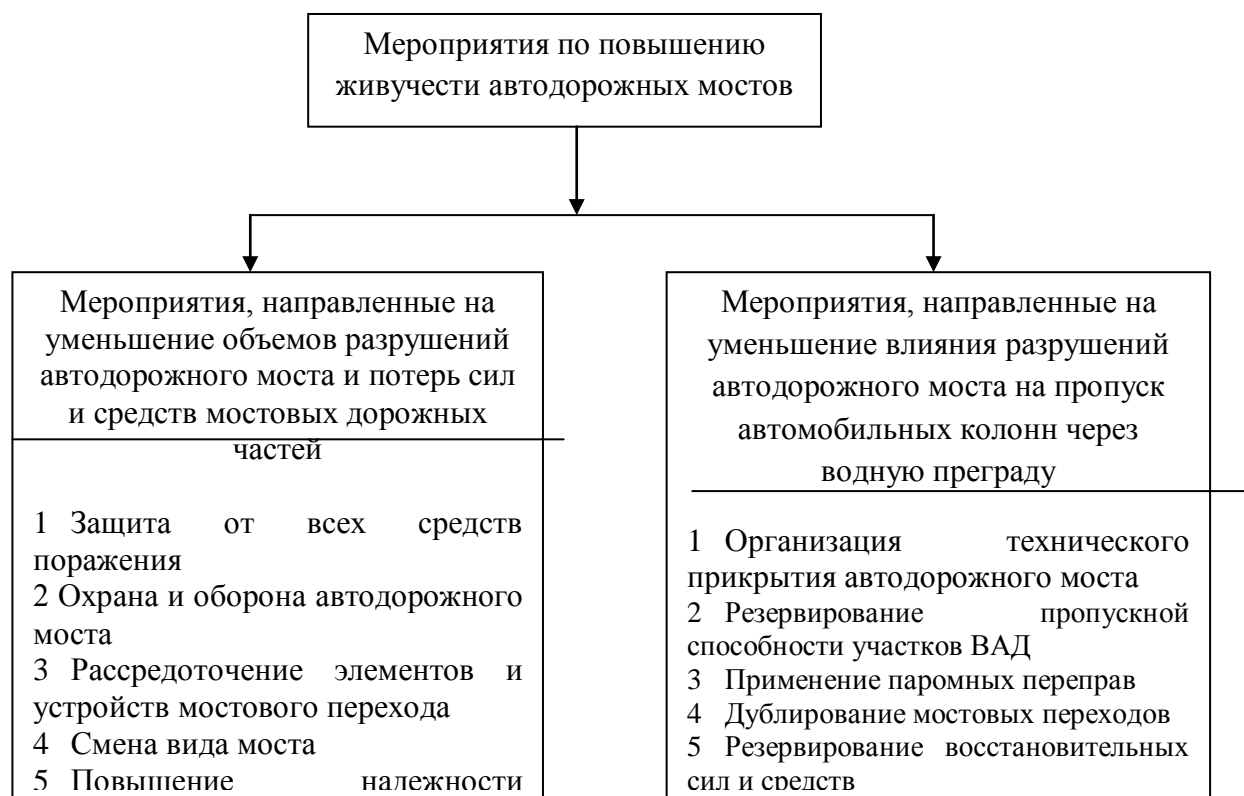 Мероприятия по повышению
живучести автодорожных мостов
Мероприятия, направленные на
уменьшение объемов разрушений
автодорожного моста и потерь сил
и средств мостовых дорожных
частей
1 Защита от всех средств
поражения
2 Охрана и оборона автодорожного
моста
3 Рассредоточение элементов и
устройств мостового перехода
4 Смена вида моста
5 Повышение надежности
Мероприятия, направленные на
уменьшение влияния разрушений
автодорожного моста на пропуск
автомобильных колонн через
водную преграду
1 Организация технического
прикрытия автодорожного моста
2 Резервирование пропускной
способности участков ВАД
3 Применение паромных переправ
4 Дублирование мостовых переходов
5 Резервирование восстановительных
сил и средств